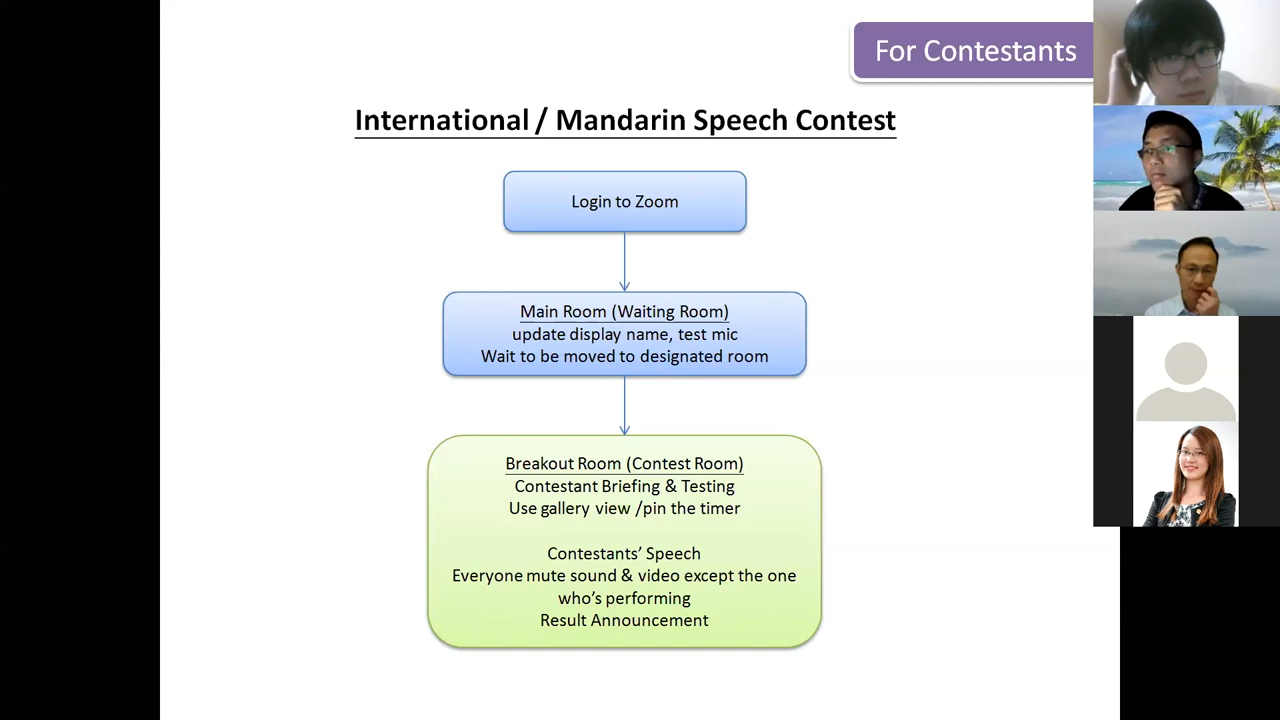 For Contestants
International / Mandarin Speech Contest
Login to Zoom
Main Room (Waiting Room)
update display name, test mic
Wait to be moved to designated room
Breakout Room (Contest Room)
Contestant Briefing & Testing
Use gallery view /pin the timer
Contestants’ Speech
Everyone mute sound & video except the one
who’s performing
Result Announcement